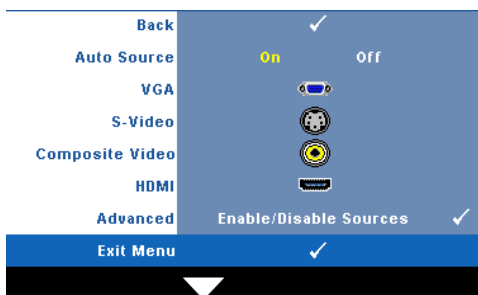 Back
Auto Source On Off
VGA
S-Video
Composite Video
HDMI
Advanced Enable/Disable Sources
Exit Menu